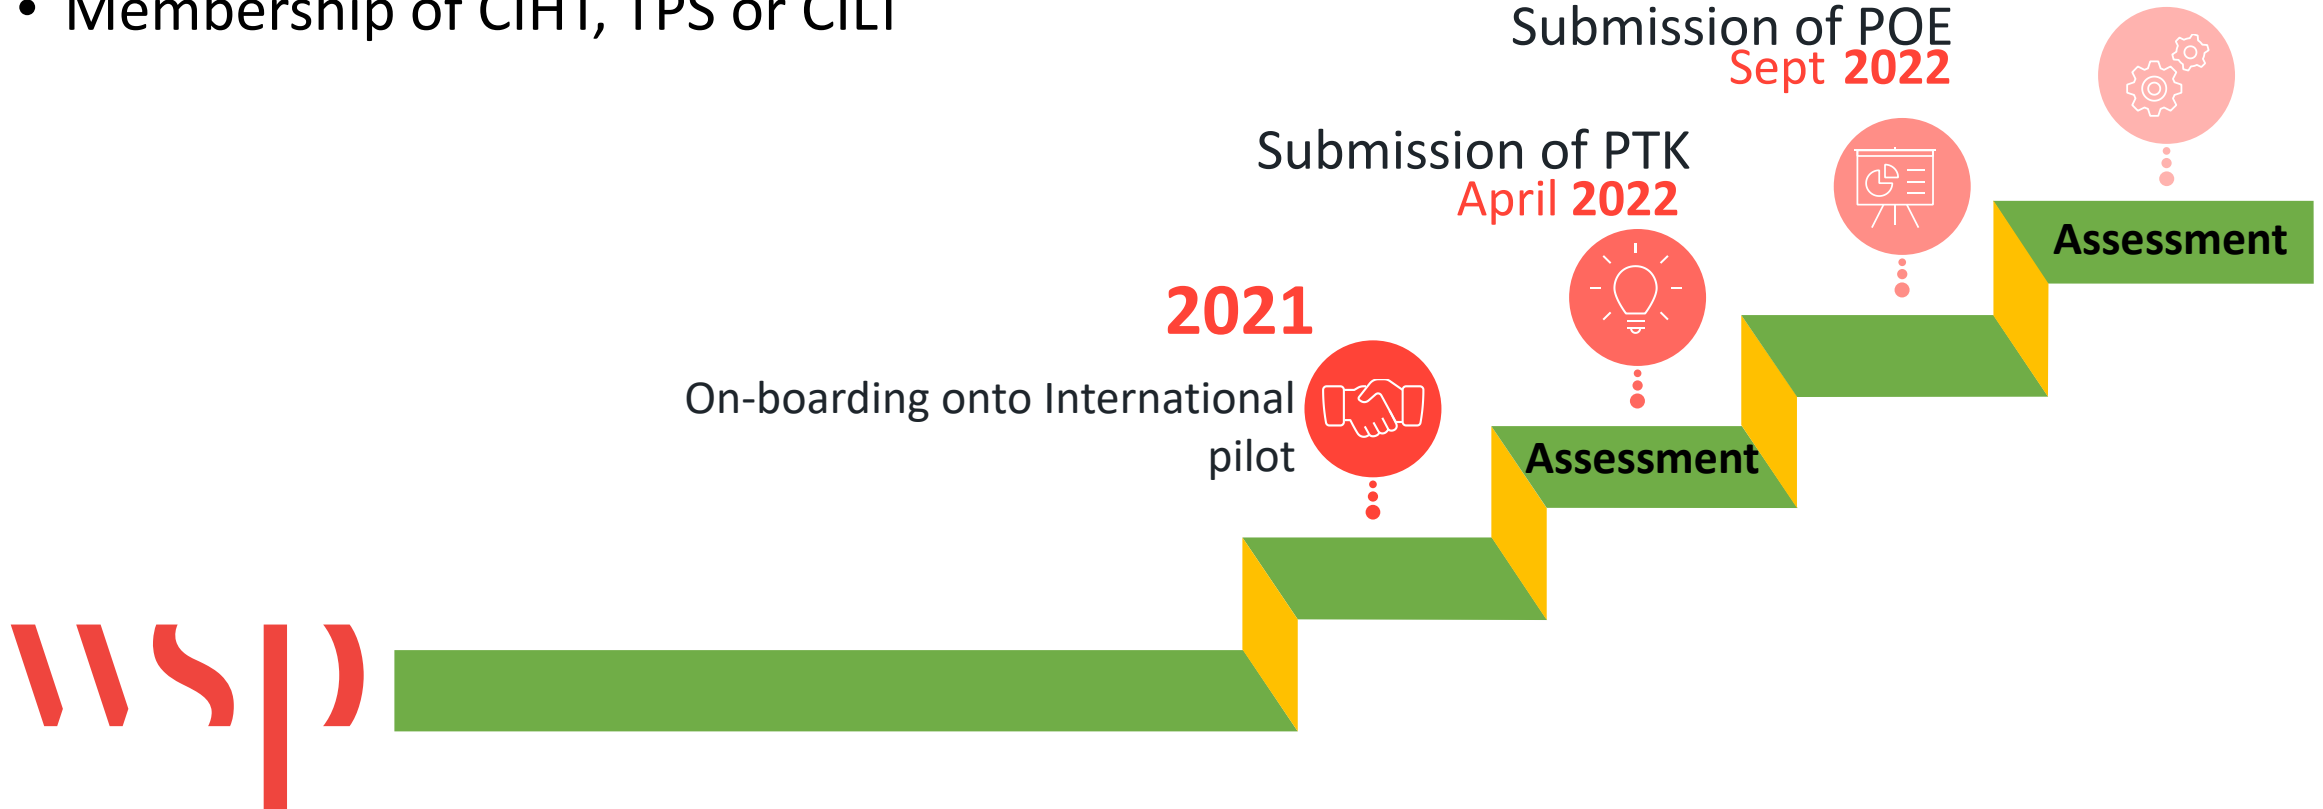 • Membership of CIHT, TPS or CILT
Submission of POE
Sept 2022
Submission of PTK
April 2022
Assessment
2021
On-boarding onto International
pilot
Assessment
wsp